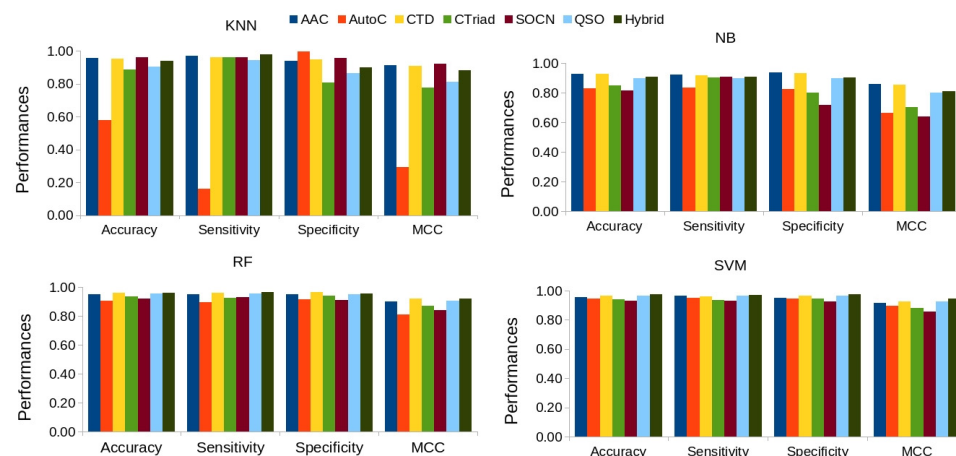 AAC AutoC CTD CTriad SOCN QSO Hybrid
KNN
Performances
1.00
0.80
0.60
0.40
0.20
0.00
Accuracy Sensitivity Specificity MCC
NB
Performances
1.00
0.80
0.60
0.40
0.20
0.00
Accuracy Sensitivity Specificity MCC
RF
Performances
1.00
0.80
0.60
0.40
0.20
0.00
Accuracy Sensitivity Specificity MCC
SVM
Performances
1.00
0.80
0.60
0.40
0.20
0.00
Accuracy Sensitivity Specificity MCC